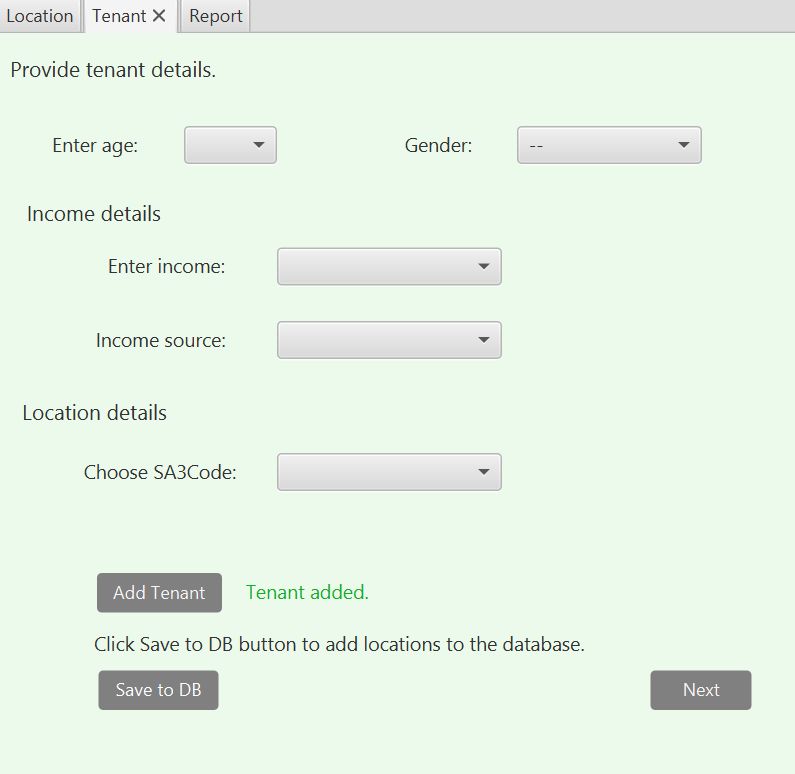 Location Tenant Report
Provide tenant details.
Enter age: Gender: --
Income details
Enter income:
Income source:
Location details
Choose SA3Code:
Add Tenant Tenant added.
Click Save to DB button to add locations to the database.
Save to DB Next